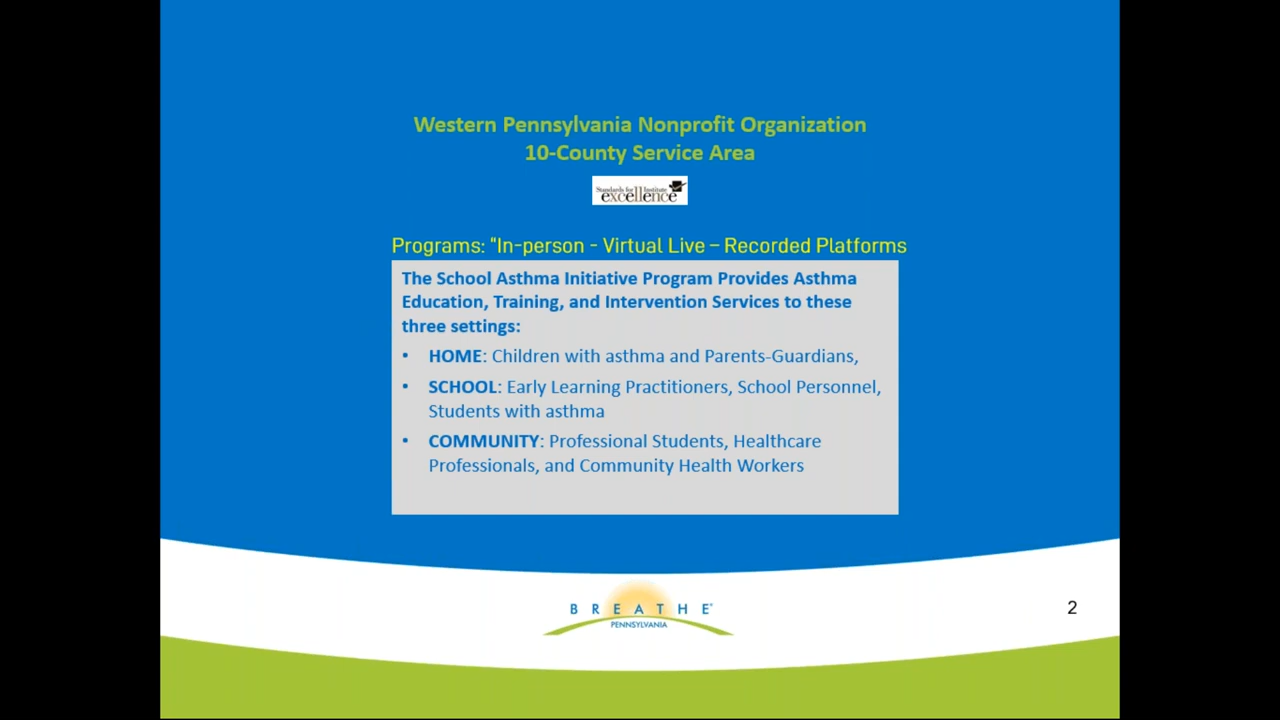 Western Pennsylvania Nonprofit Organization
10-County Service Area
Standards for Institute
excellence
Programs: "In-person - Virtual Live – Recorded Platforms
The School Asthma Initiative Program Provides Asthma
Education, Training, and Intervention Services to these
three settings:
• HOME: Children with asthma and Parents-Guardians,
• SCHOOL: Early Learning Practitioners, School Personnel,
Students with asthma
• COMMUNITY: Professional Students, Healthcare
Professionals, and Community Health Workers
BREATHE®
PENNSYLVANIA
2